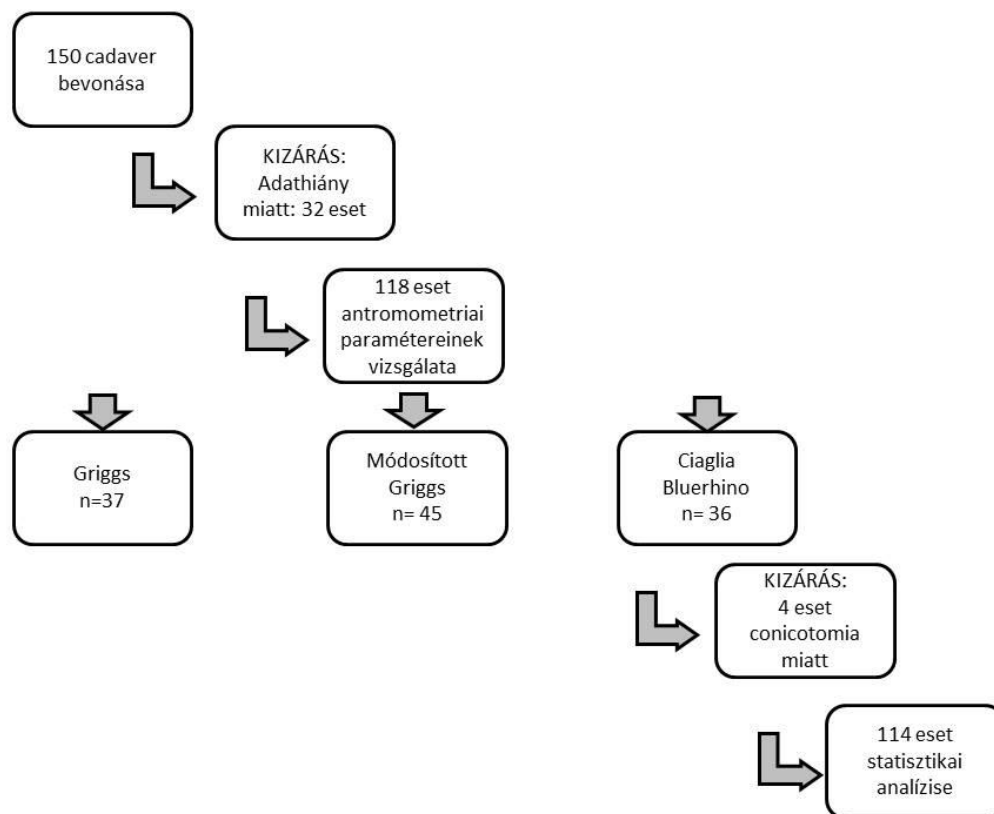 150 cadaver
bevonása
KIZÁRÁS:
Adathiány
miatt: 32 eset
118 eset
antromometriai
paramétereinek
vizsgálata
Griggs
n=37
Módosított
Griggs
n= 45
Ciaglia
Bluerhino
n= 36
KIZÁRÁS:
4 eset
conicotomia
miatt
114 eset
statisztikai
analízise